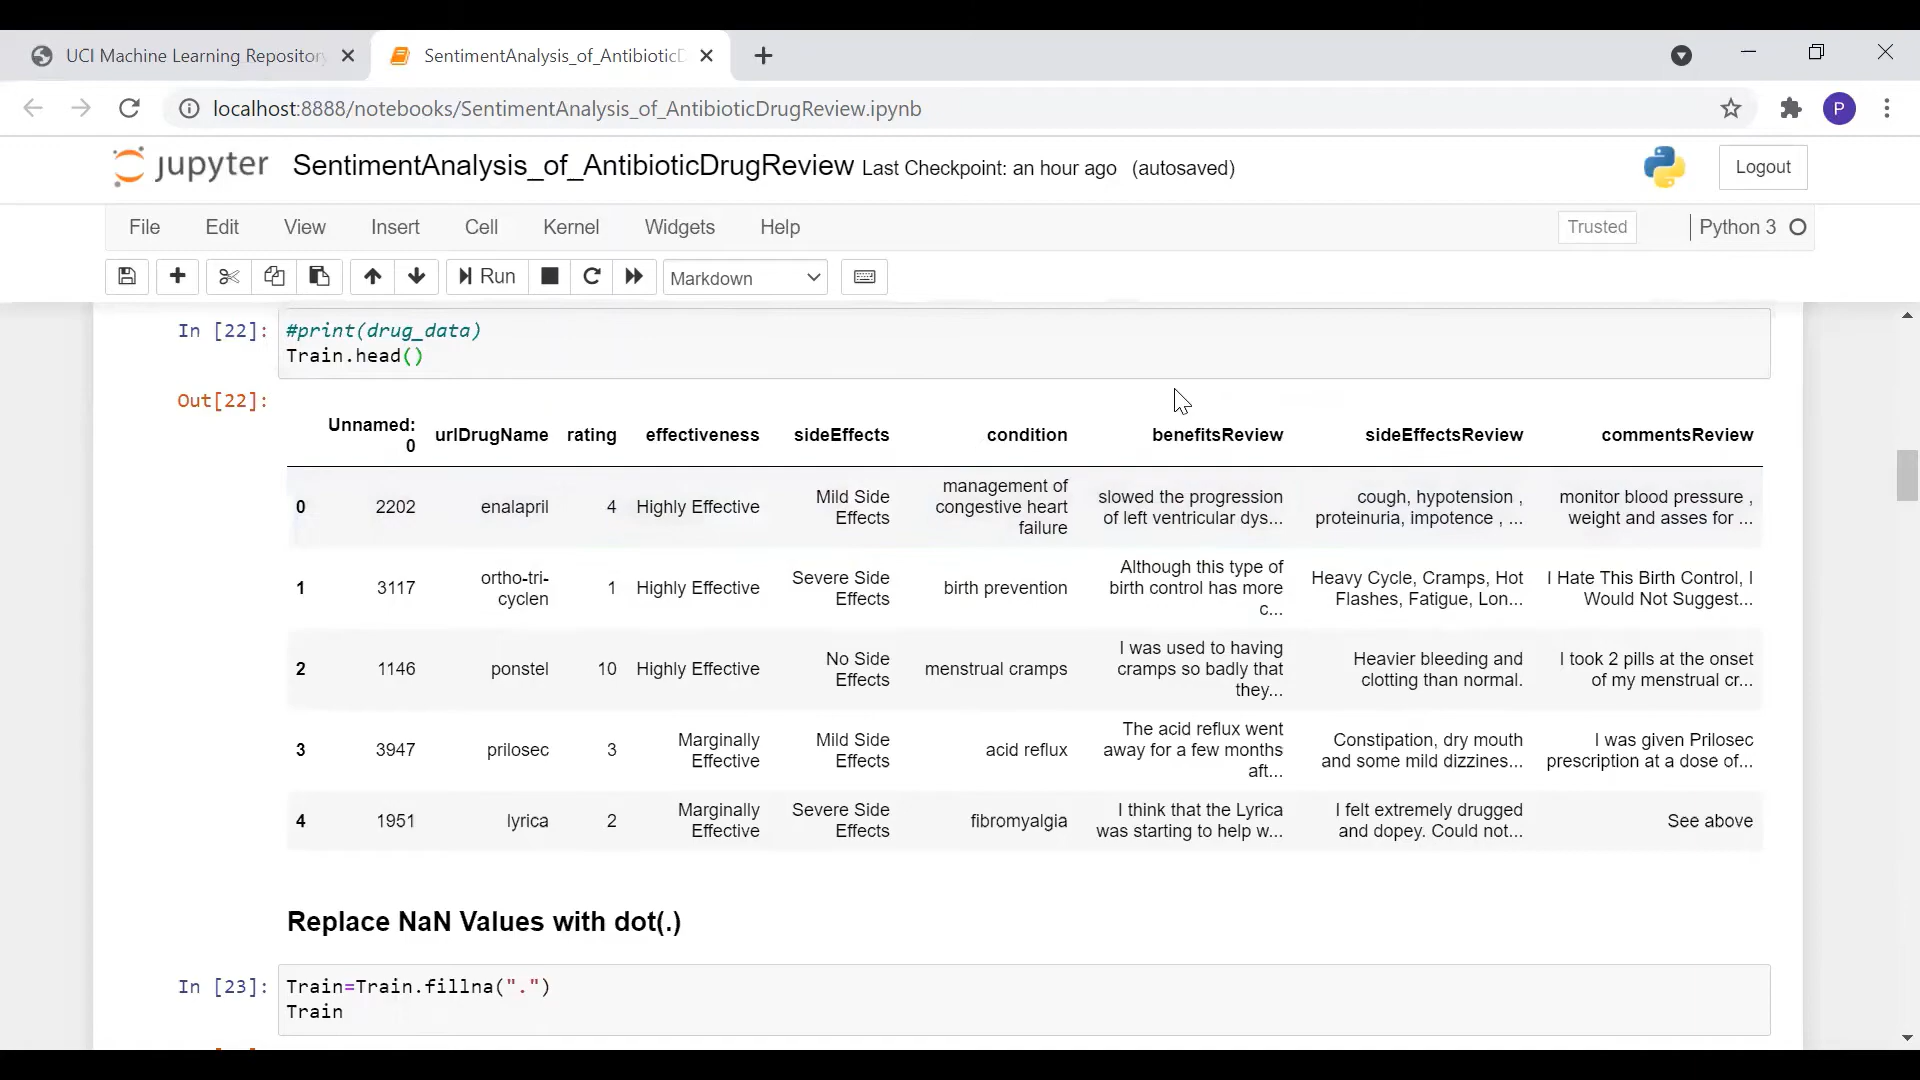 UCI Machine Learning Repository
SentimentAnalysis_of_AntibioticD
localhost:8888/notebooks/SentimentAnalysis_of_AntibioticDrugReview.ipynb
P
jupyter SentimentAnalysis_of_AntibioticDrugReview Last Checkpoint: an hour ago (autosaved)
Logout
File Edit View Insert Cell Kernel Widgets Help
Trusted
Python 3
Run
Markdown
In [22]: #print(drug_data)
Train.head()
Out[22]:
Unnamed: 0 urlDrugName rating effectiveness sideEffects condition benefitsReview sideEffectsReview commentsReview
0 2202 enalapril 4 Highly Effective Mild Side Effects management of congestive heart failure slowed the progression of left ventricular dys... cough, hypotension , proteinuria, impotence , ... monitor blood pressure , weight and asses for ...
1 3117 ortho-tri-cyclen 1 Highly Effective Severe Side Effects birth prevention Although this type of birth control has more c... Heavy Cycle, Cramps, Hot Flashes, Fatigue, Lon... I Hate This Birth Control, I Would Not Suggest...
2 1146 ponstel 10 Highly Effective No Side Effects menstrual cramps I was used to having cramps so badly that they... Heavier bleeding and clotting than normal. I took 2 pills at the onset of my menstrual cr...
3 3947 prilosec 3 Marginally Effective Mild Side Effects acid reflux The acid reflux went away for a few months aft... Constipation, dry mouth and some mild dizzines... I was given Prilosec prescription at a dose of...
4 1951 lyrica 2 Marginally Effective Severe Side Effects fibromyalgia I think that the Lyrica was starting to help w... I felt extremely drugged and dopey. Could not... See above
Replace NaN Values with dot(.)
In [23]: Train=Train.fillna(".")
Train